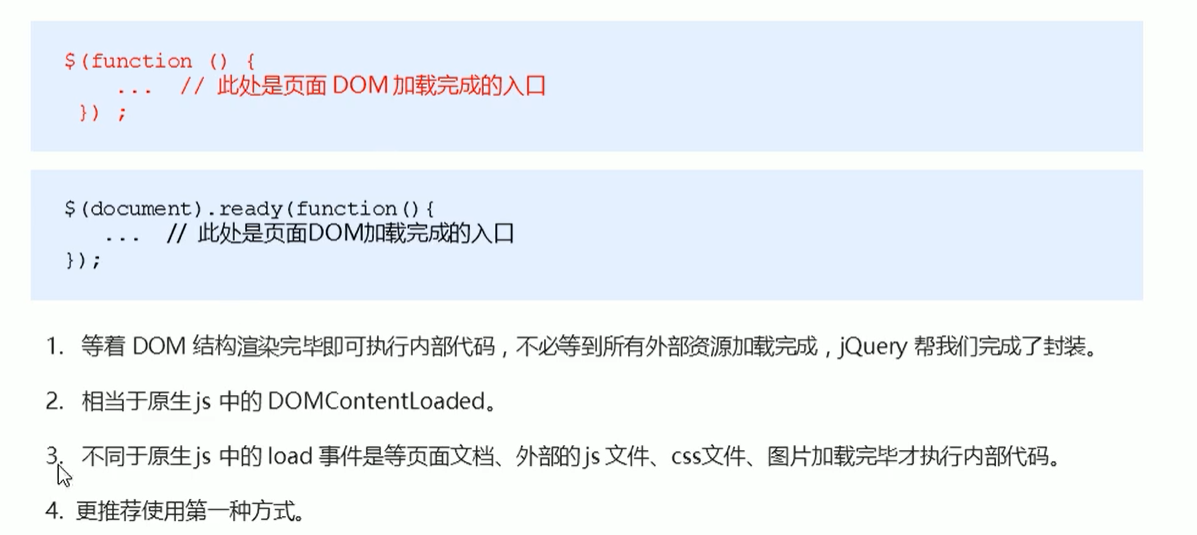 $(function () {
... // 此处是页面 DOM 加载完成的入口
}) ;
$(document).ready(function(){
... // 此处是页面DOM加载完成的入口
});
1. 等着 DOM 结构渲染完毕即可执行内部代码，不必等到所有外部资源加载完成，jQuery 帮我们完成了封装。
2. 相当于原生 js 中的 DOMContentLoaded。
3. 不同于原生 js 中的 load 事件是等页面文档、外部的 js 文件、css文件、图片加载完毕才执行内部代码。
4. 更推荐使用第一种方式。